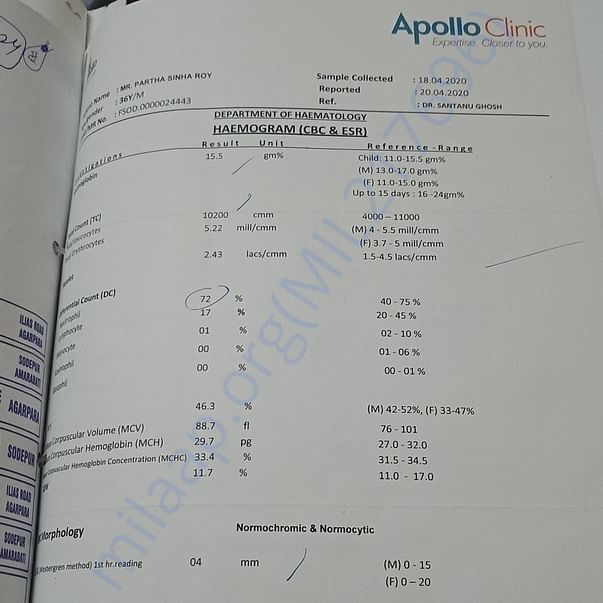 Apollo Clinic
Expertise. Closer to you.
Name : MR. PARTHA SINHA ROY
: 36Y/M
MR No. : FSOD.0000024443
Sample Collected : 18.04.2020
Reported : 20.04.2020
Ref. : DR. SANTANU GHOSH
DEPARTMENT OF HAEMATOLOGY
HAEMOGRAM (CBC & ESR)
Result Unit Reference -Range
15.5 gm% Child: 11.0-15.5 gm%
(M) 13.0-17.0 gm%
(F) 11.0-15.0 gm%
Up to 15 days : 16 -24gm%
Count (TC)
10200 cmm 4000 – 11000
5.22 mill/cmm (M) 4 - 5.5 mill/cmm
(F) 3.7 - 5 mill/cmm
2.43 lacs/cmm 1.5-4.5 lacs/cmm
Count (DC)
72 % 40 - 75 %
17 % 20 - 45 %
01 % 02 - 10 %
00 % 01 - 06 %
00 % 00 - 01 %
46.3 % (M) 42-52%, (F) 33-47%
Corpuscular Volume (MCV) 88.7 fl 76 - 101
Corpuscular Hemoglobin (MCH) 29.7 pg 27.0 - 32.0
Corpuscular Hemoglobin Concentration (MCHC) 33.4 % 31.5 - 34.5
11.7 % 11.0 - 17.0
Morphology Normochromic & Normocytic
Westergren method) 1st hr.reading 04 mm (M) 0 - 15
(F) 0 – 20
ILIAS ROAD
AGARPARA
SODEPUR
AMARABATI
AGARPARA
SODEPUR
ILIAS ROAD
AGARPARA
SODEPUR
AMARABATI